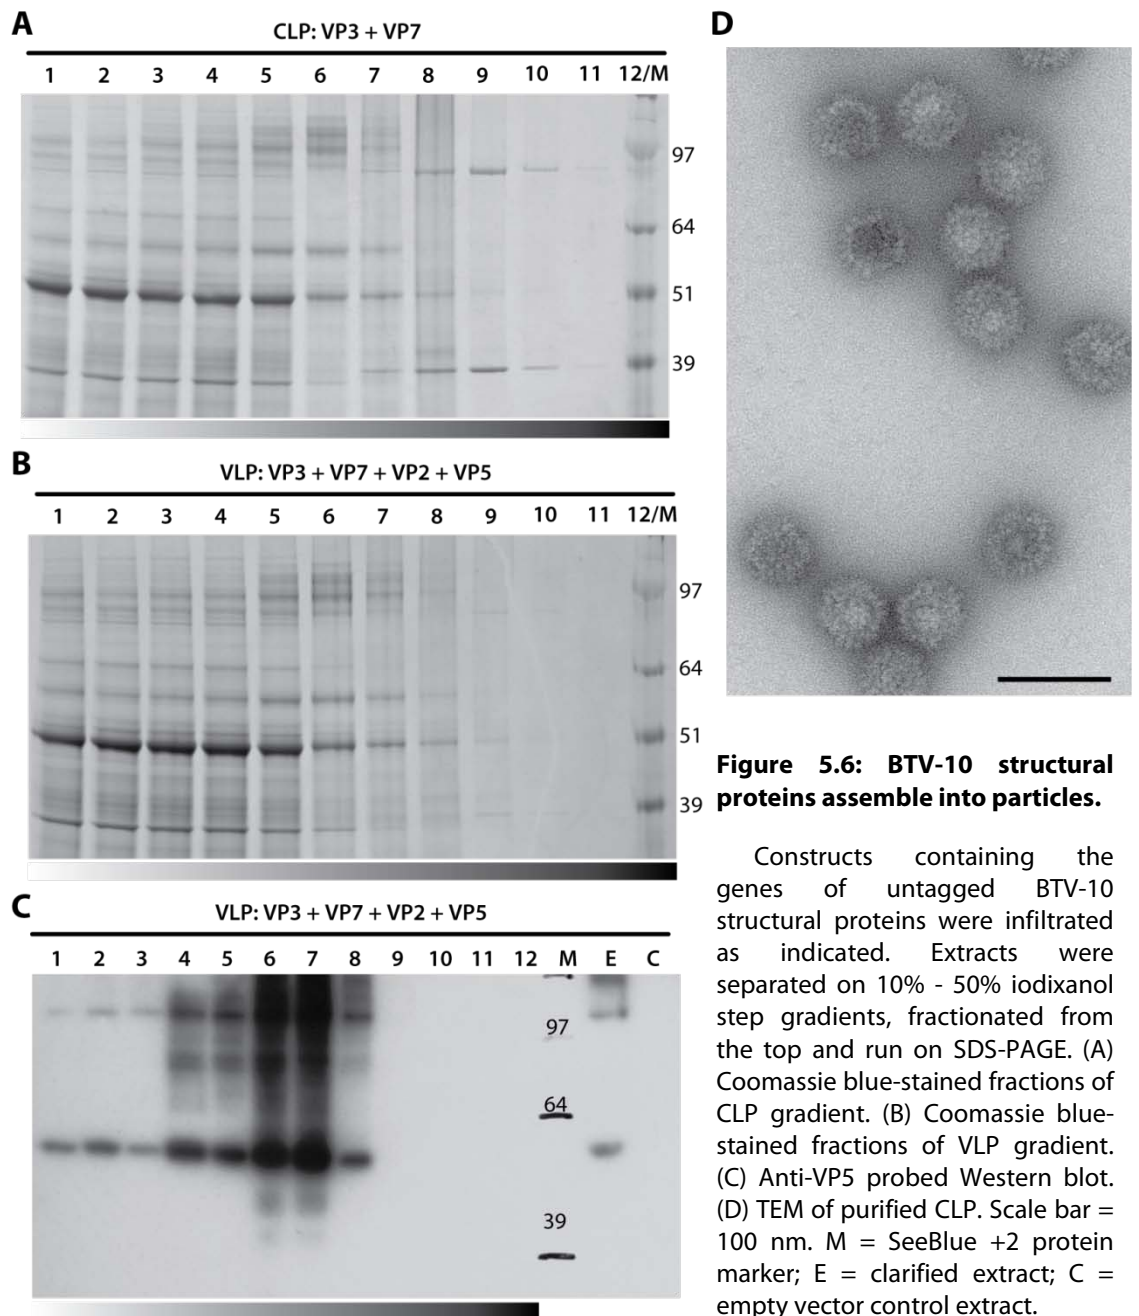 A
CLP: VP3 + VP7
1 2 3 4 5 6 7 8 9 10 11 12/M
97
64
51
39
B
VLP: VP3 + VP7 + VP2 + VP5
1 2 3 4 5 6 7 8 9 10 11 12/M
97
64
51
39
C
VLP: VP3 + VP7 + VP2 + VP5
1 2 3 4 5 6 7 8 9 10 11 12 M E C
97
64
39
D
Figure 5.6: BTV-10 structural
proteins assemble into particles.
Constructs containing the
genes of untagged BTV-10
structural proteins were infiltrated
as indicated. Extracts were
separated on 10% - 50% iodixanol
step gradients, fractionated from
the top and run on SDS-PAGE. (A)
Coomassie blue-stained fractions of
CLP gradient. (B) Coomassie blue-
stained fractions of VLP gradient.
(C) Anti-VP5 probed Western blot.
(D) TEM of purified CLP. Scale bar =
100 nm. M = SeeBlue +2 protein
marker; E = clarified extract; C =
empty vector control extract.